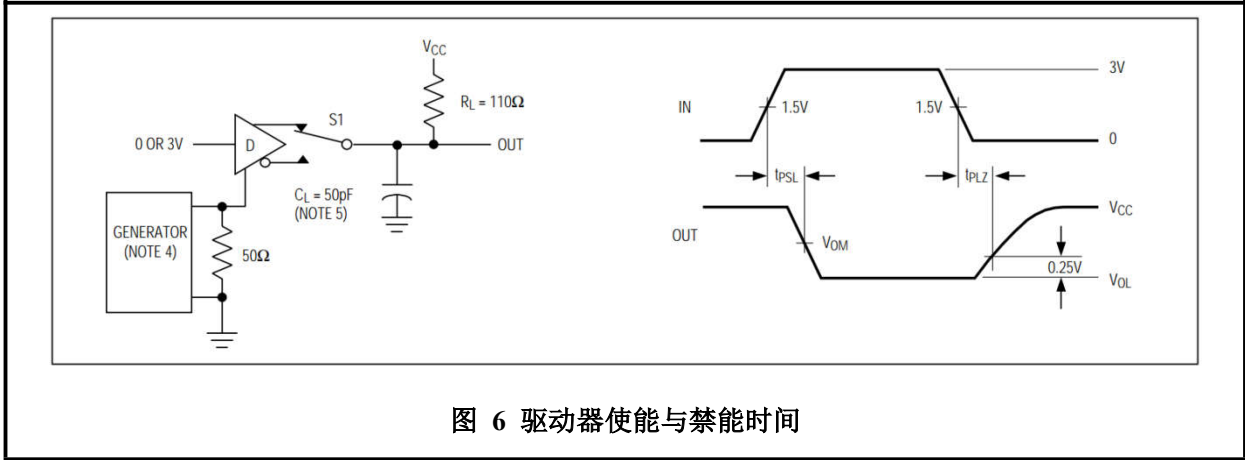 VCC
RL = 110Ω
S1
0 OR 3V
D
OUT
CL = 50pF
(NOTE 5)
GENERATOR
(NOTE 4)
50Ω
3V
IN
1.5V
1.5V
0
tPSL
tPLZ
VCC
OUT
VOM
0.25V
VOL
图 6 驱动器使能与禁能时间